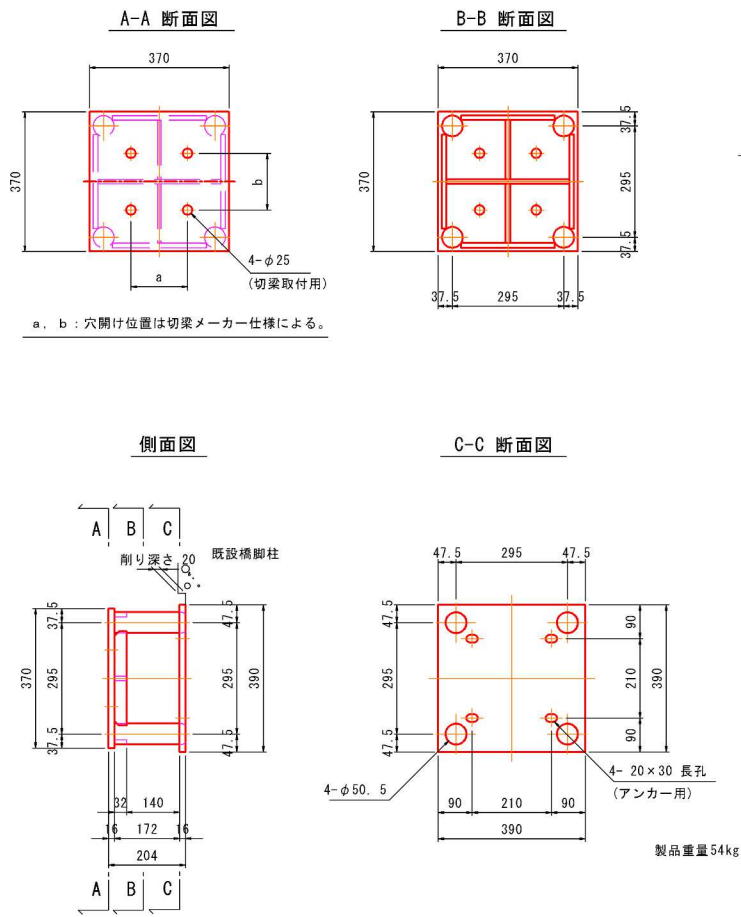 A-A 断面図
B-B 断面図
370
370
37.5
370
b
370
295
4-φ25
(切梁取付用)
a
37.5
37.5
295
37.5
a, b : 穴開け位置は切梁メーカー仕様による。
側面図
C-C 断面図
A B C
削り深さ 20
既設橋脚柱
47.5
295
47.5
37.5
47.5
47.5
90
370
295
295
390
295
210
390
37.5
47.5
47.5
90
4-φ50.5
4- 20×30 長孔
(アンカー用)
32
140
16
172
16
204
90
210
90
390
製品重量54kg
A B C